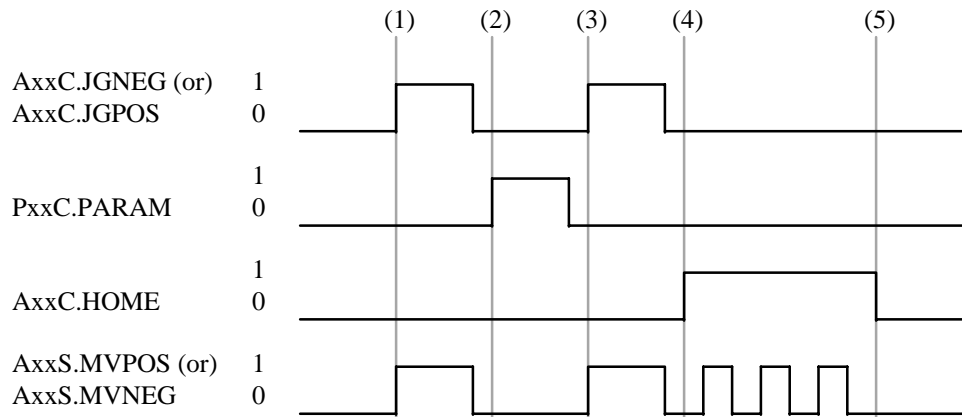 (1) (2) (3) (4) (5)
AxxC.JGNEG (or) 1
AxxC.JGPOS 0
1
PxxC.PARAM 0
1
AxxC.HOME 0
AxxS.MVPOS (or) 1
AxxS.MVNEG 0